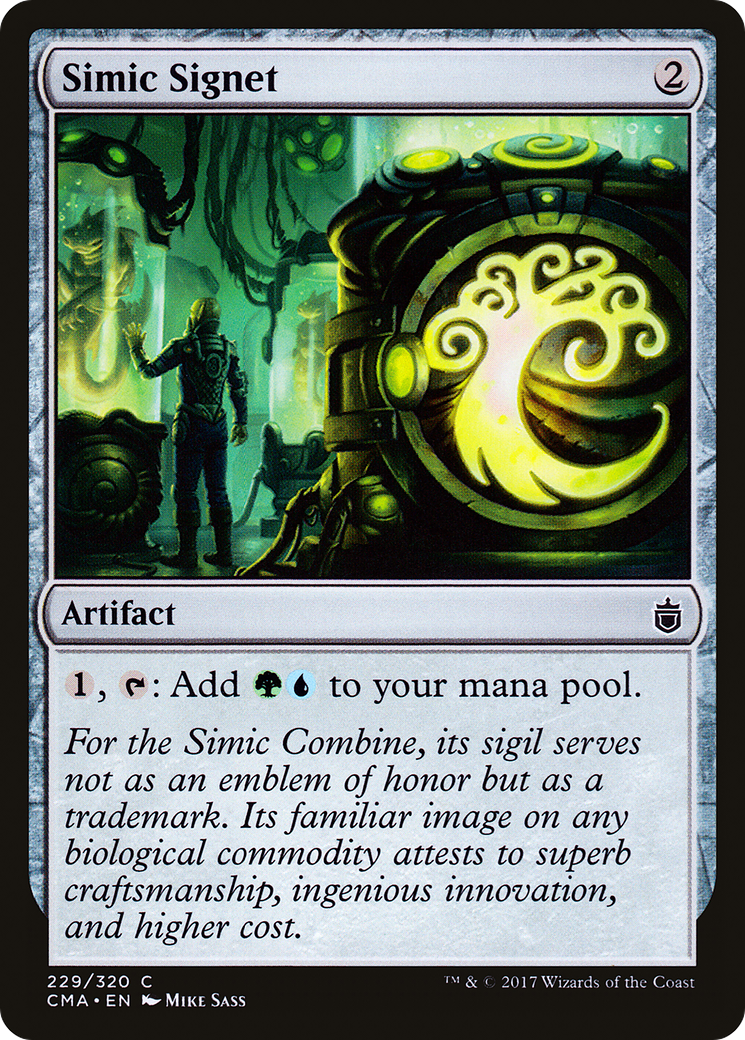 Simic Signet 2
Artifact
1, : Add to your mana pool.
For the Simic Combine, its sigil serves
not as an emblem of honor but as a
trademark. Its familiar image on any
biological commodity attests to superb
craftsmanship, ingenious innovation,
and higher cost.
229/320 C ™ & © 2017 Wizards of the Coast
CMA • EN Mike Sass